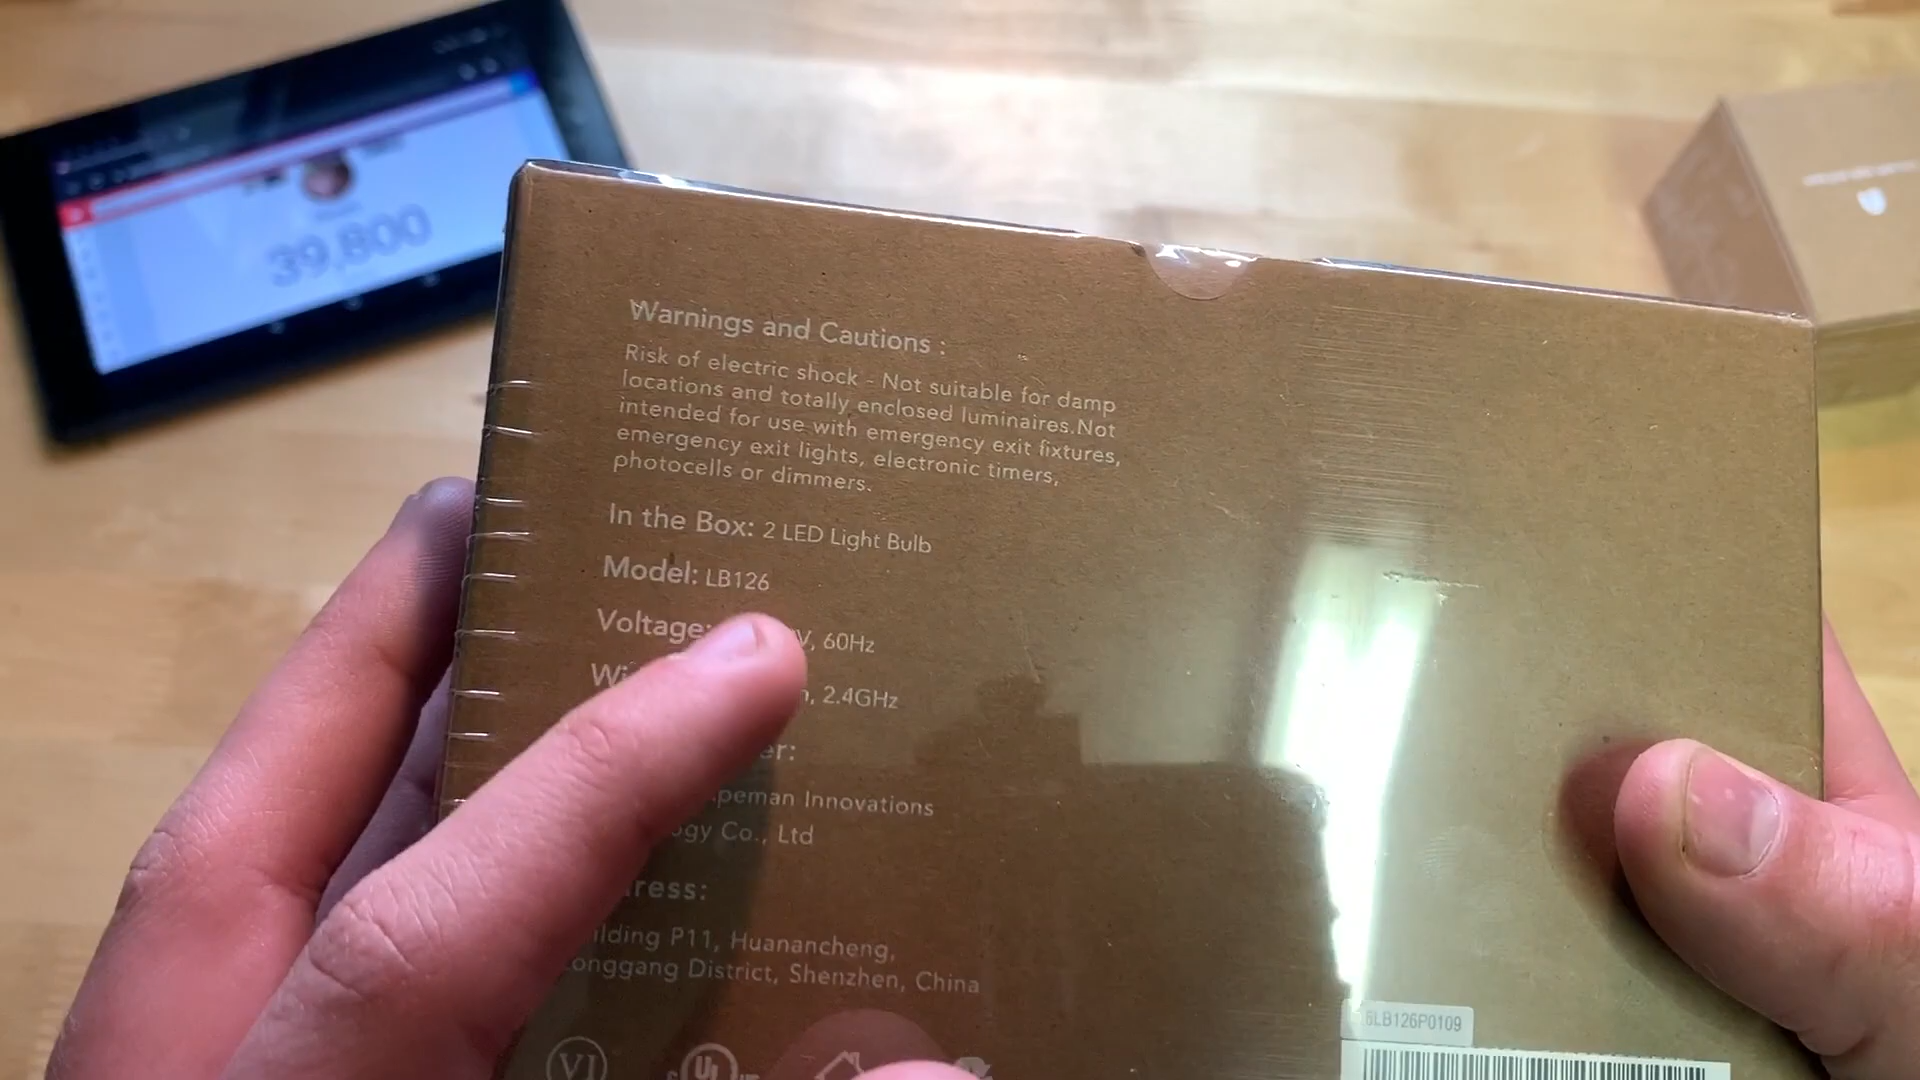 39,800
Warnings and Cautions :
Risk of electric shock - Not suitable for damp
locations and totally enclosed luminaires.Not
intended for use with emergency exit fixtures,
emergency exit lights, electronic timers,
photocells or dimmers.
In the Box: 2 LED Light Bulb
Model: LB126
Voltage: V, 60Hz
2.4GHz
Innovations
Co., Ltd
P11, Huanancheng,
District, Shenzhen, China
VI
UL